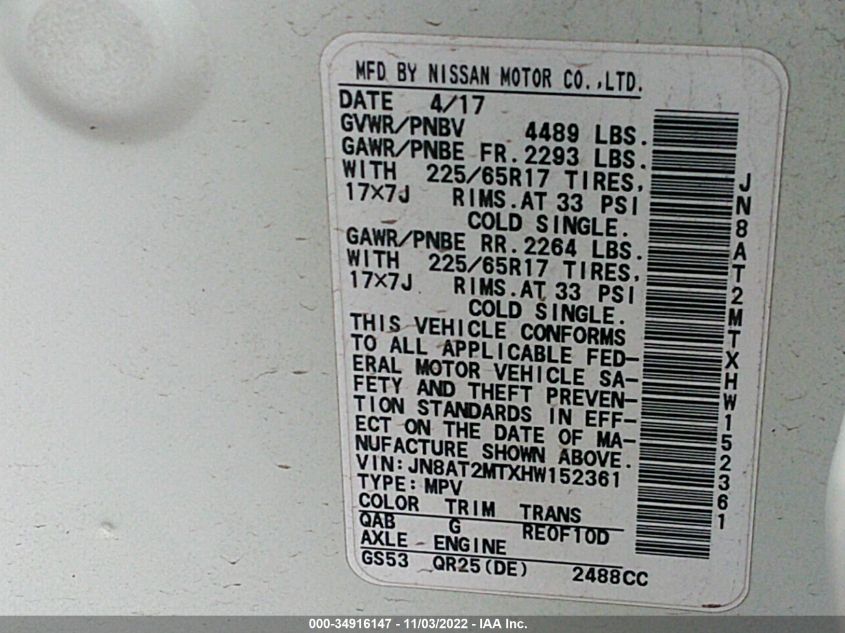 MFD BY NISSAN MOTOR CO.,LTD.
DATE 4/17
GVWR/PNBV 4489 LBS.
GAWR/PNBE FR. 2293 LBS.
WITH 225/65R17 TIRES,
17×7J RIMS. AT 33 PSI
COLD SINGLE.
GAWR/PNBE RR. 2264 LBS.
WITH 225/65R17 TIRES,
17×7J RIMS. AT 33 PSI
COLD SINGLE.
THIS VEHICLE CONFORMS
TO ALL APPLICABLE FED-
ERAL MOTOR VEHICLE SA-
FETY AND THEFT PREVEN-
TION STANDARDS IN EFF-
ECT ON THE DATE OF MA-
NUFACTURE SHOWN ABOVE.
VIN: JN8AT2MTXHW152361
TYPE: MPV
COLOR TRIM TRANS
QAB G RE0F10D
AXLE ENGINE
GS53 QR25(DE) 2488CC
JN8AT2MTXHW152361
000-34916147 - 11/03/2022 - IAA Inc.